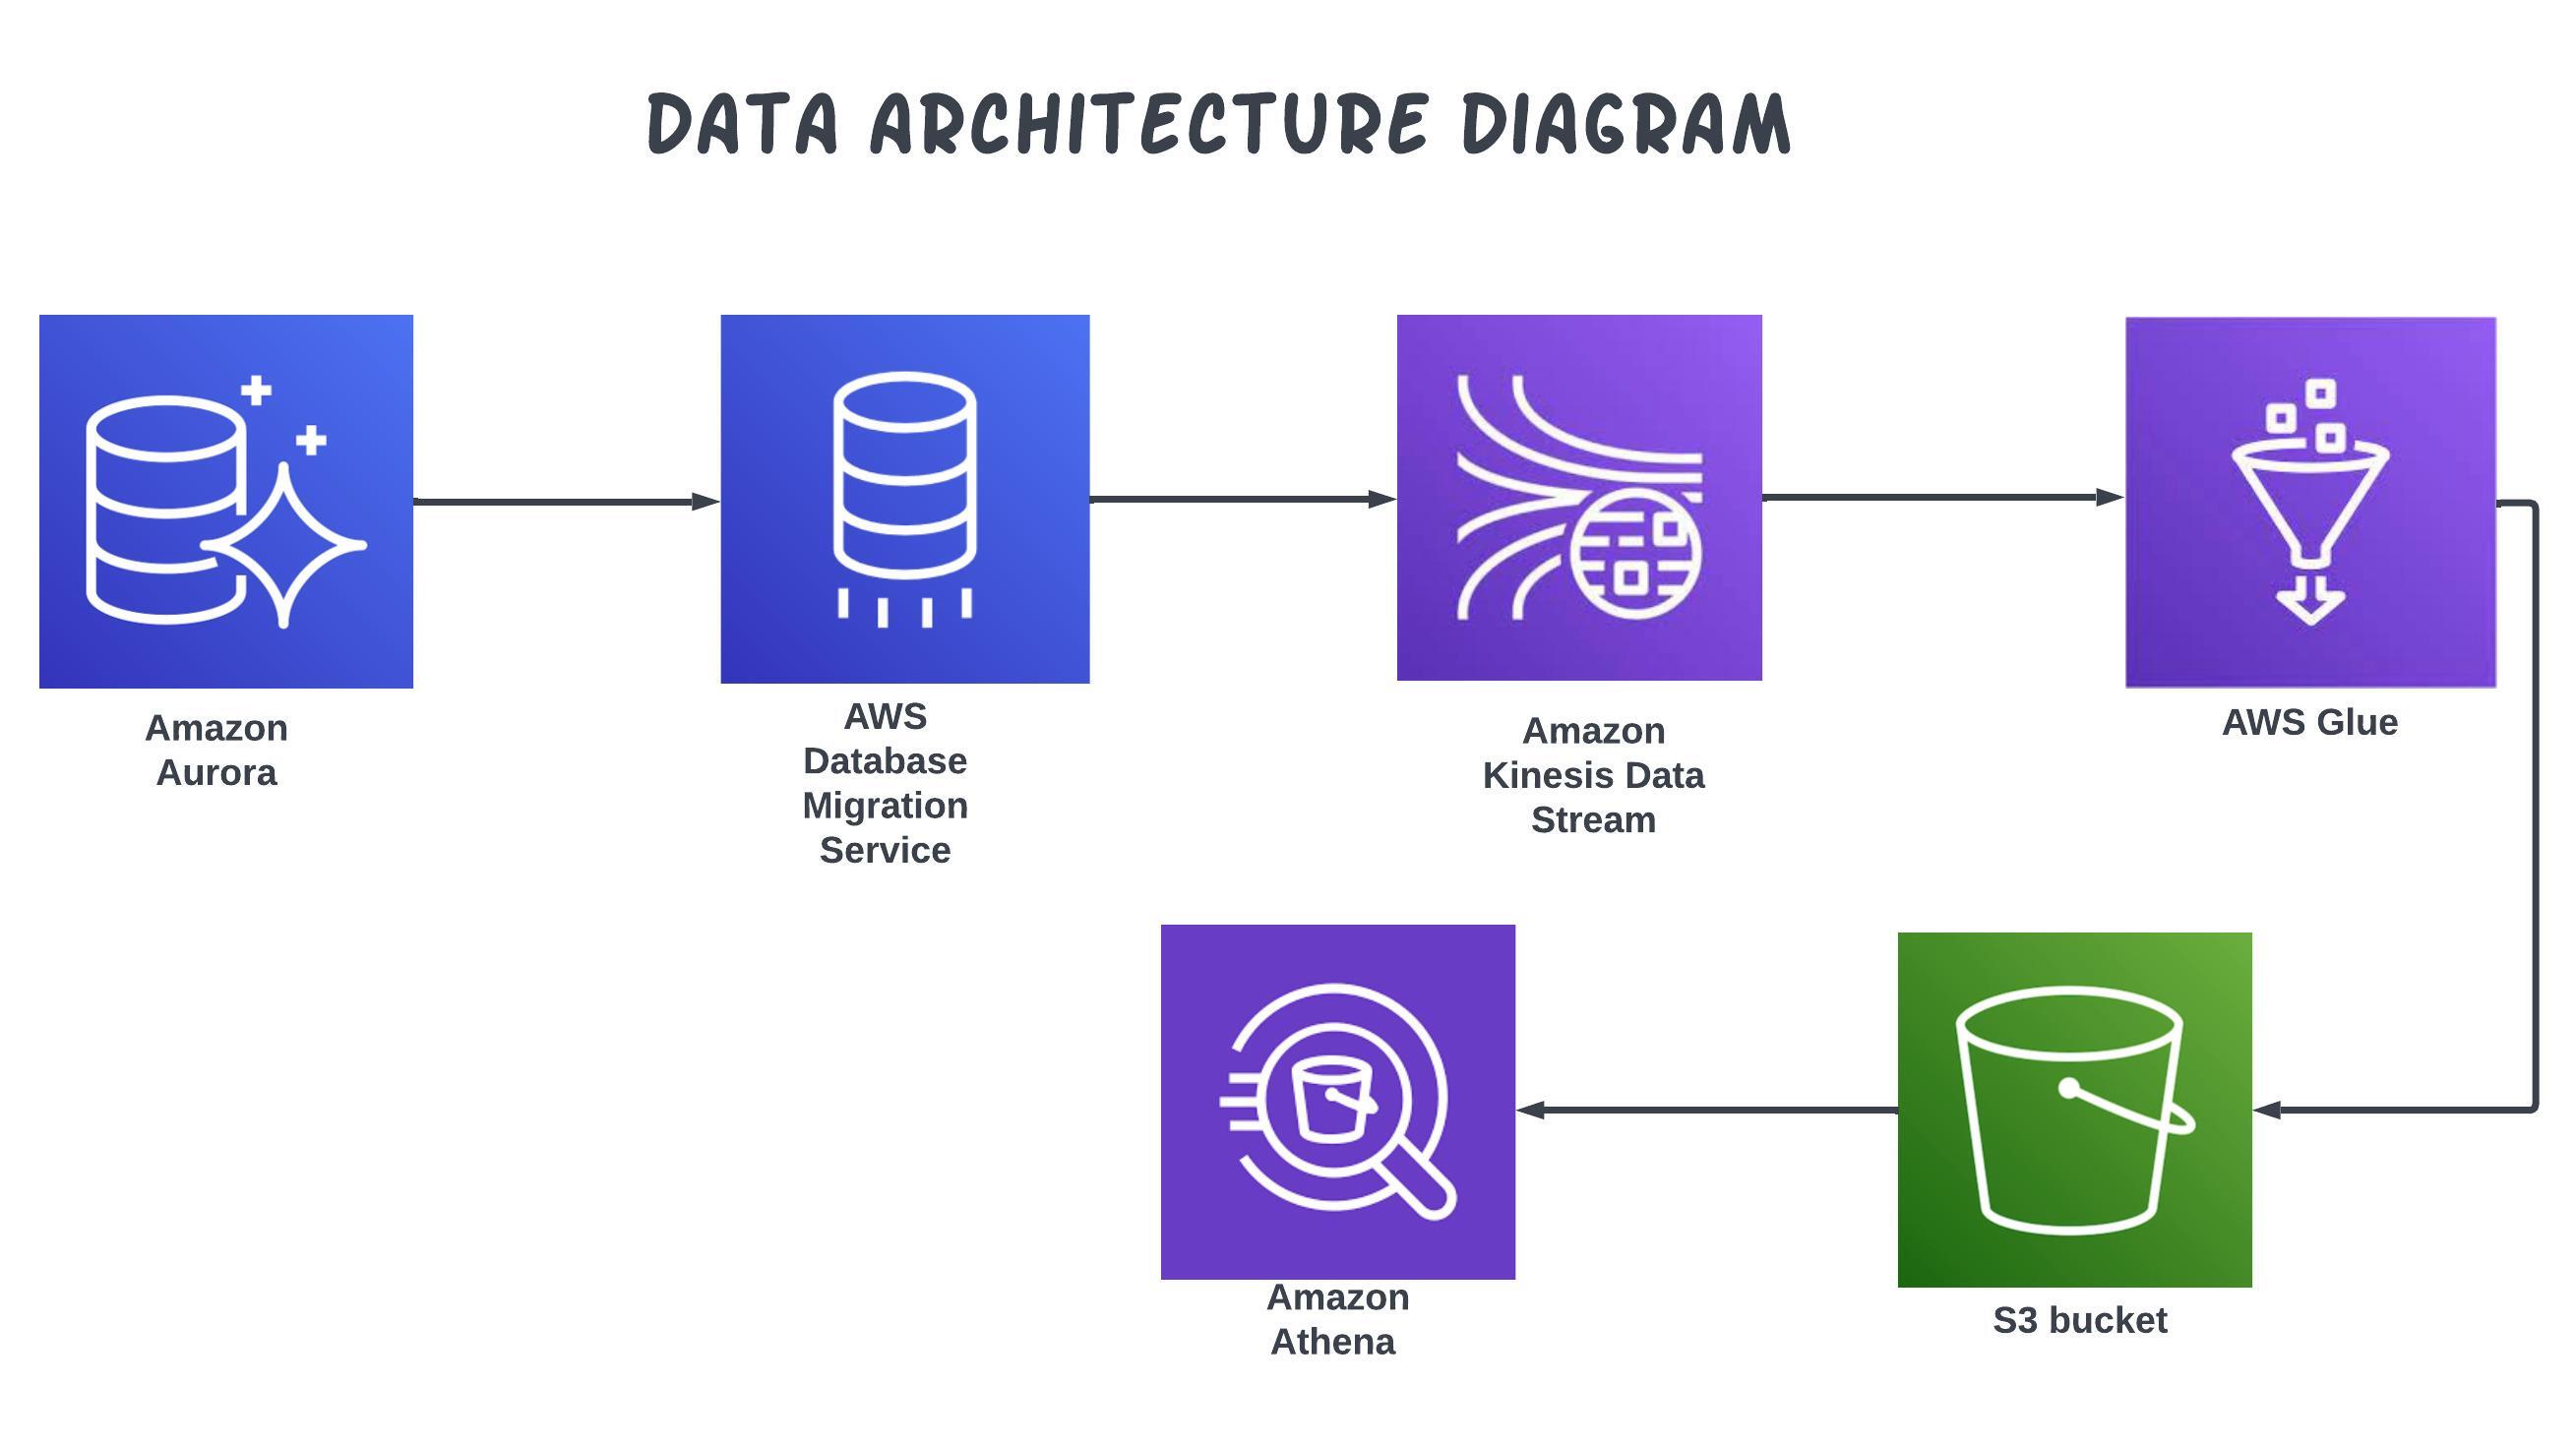 DATA ARCHITECTURE DIAGRAM
Amazon
Aurora
AWS
Database
Migration
Service
Amazon
Kinesis Data
Stream
AWS Glue
Amazon
Athena
S3 bucket